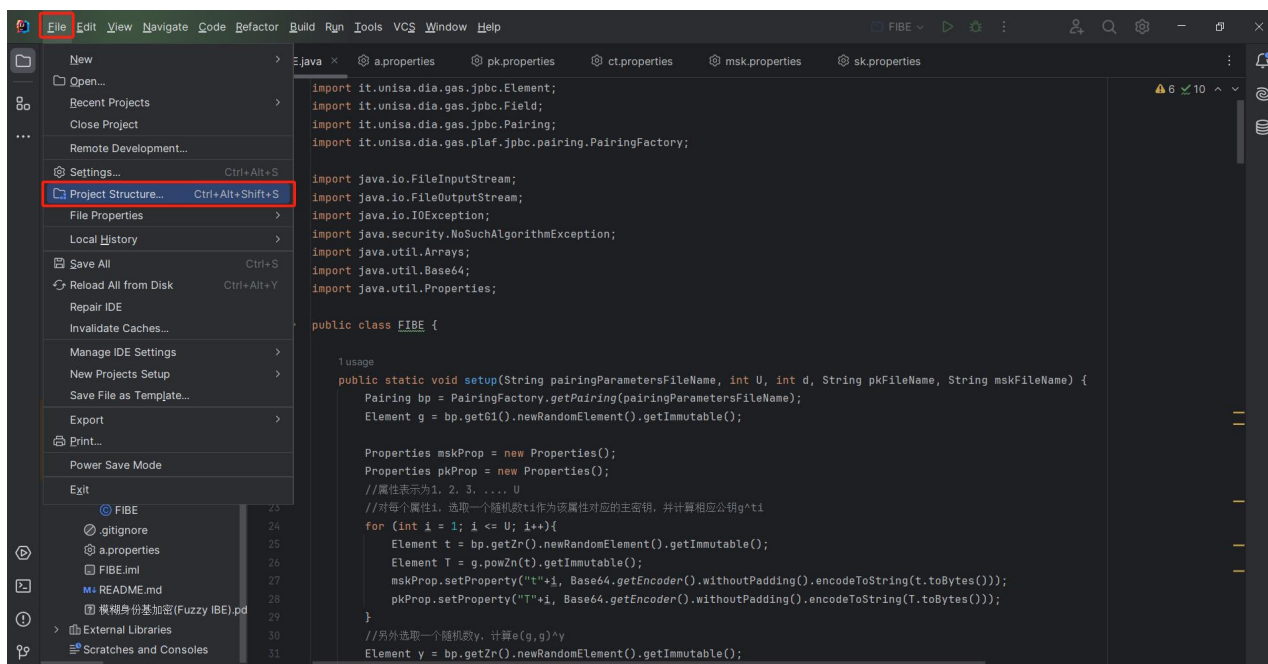 File Edit View Navigate Code Refactor Build Run Tools VCS Window Help FIBE
New
E.java × a.properties pk.properties ct.properties msk.properties sk.properties
Open...
Recent Projects
Close Project
Remote Development...
Settings... Ctrl+Alt+S
Project Structure... Ctrl+Alt+Shift+S
File Properties
Local History
Save All Ctrl+S
Reload All from Disk Ctrl+Alt+Y
Repair IDE
Invalidate Caches...
Manage IDE Settings
New Projects Setup
Save File as Template...
Export
Print...
Power Save Mode
Exit
FIBE
.gitignore
a.properties
FIBE.iml
M↓ README.md
模糊身份基加密(Fuzzy IBE).pd
External Libraries
Scratches and Consoles
6 10
import it.unisa.dia.gas.jpbc.Element;
import it.unisa.dia.gas.jpbc.Field;
import it.unisa.dia.gas.jpbc.Pairing;
import it.unisa.dia.gas.plaf.jpbc.pairing.PairingFactory;
import java.io.FileInputStream;
import java.io.FileOutputStream;
import java.io.IOException;
import java.security.NoSuchAlgorithmException;
import java.util.Arrays;
import java.util.Base64;
import java.util.Properties;
public class FIBE {
1 usage
public static void setup(String pairingParametersFileName, int U, int d, String pkFileName, String mskFileName) {
Pairing bp = PairingFactory.getPairing(pairingParametersFileName);
Element g = bp.getG1().newRandomElement().getImmutable();
Properties mskProp = new Properties();
Properties pkProp = new Properties();
//属性表示为1, 2, 3, ..., U
23 //对每个属性i, 选取一个随机数ti作为该属性对应的主密钥, 并计算相应公钥g^ti
24 for (int i = 1; i <= U; i++){
25 Element t = bp.getZr().newRandomElement().getImmutable();
26 Element T = g.powZn(t).getImmutable();
27 mskProp.setProperty("t"+i, Base64.getEncoder().withoutPadding().encodeToString(t.toBytes()));
28 pkProp.setProperty("T"+i, Base64.getEncoder().withoutPadding().encodeToString(T.toBytes()));
29 }
30 //另外选取一个随机数y, 计算e(g,g)^y
31 Element y = bp.getZr().newRandomElement().getImmutable();